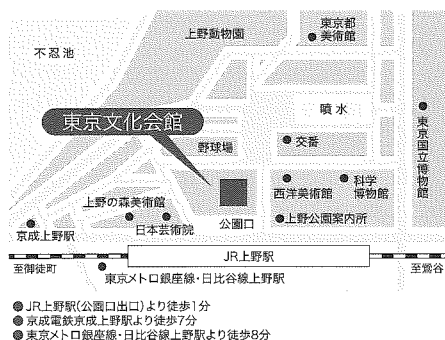 東京都
美術館
上野動物園
不忍池
噴水
東京文化会館
東京国立博物館
野球場
交番
西洋美術館
科学
博物館
上野の森美術館
日本芸術院
公園口
上野公園案内所
京成上野駅
JR上野駅
至御徒町
至鶯谷
東京メトロ銀座線・日比谷線上野駅
●JR上野駅(公園口出口)より徒歩1分
●京成電鉄京成上野駅より徒歩7分
●東京メトロ銀座線・日比谷線上野駅より徒歩8分